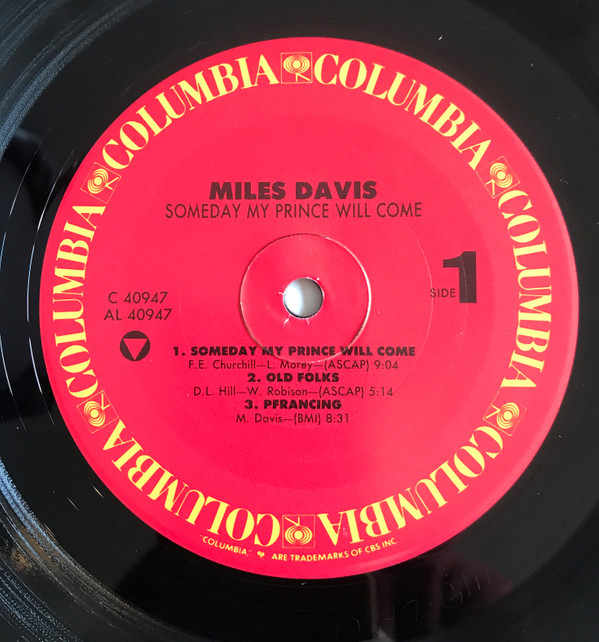 COLUMBIA COLUMBIA COLUMBIA COLUMBIA COLUMBIA COLUMBIA COLUMBIA COLUMBIA
MILES DAVIS
SOMEDAY MY PRINCE WILL COME
C 40947
AL 40947
SIDE 1
1. SOMEDAY MY PRINCE WILL COME
F.E. Churchill—L. Morey—(ASCAP) 9:04
2. OLD FOLKS
D.L. Hill—W. Robison—(ASCAP) 5:14
3. PFRANCING
M. Davis—(BMI) 8:31
"COLUMBIA," ARE TRADEMARKS OF CBS INC